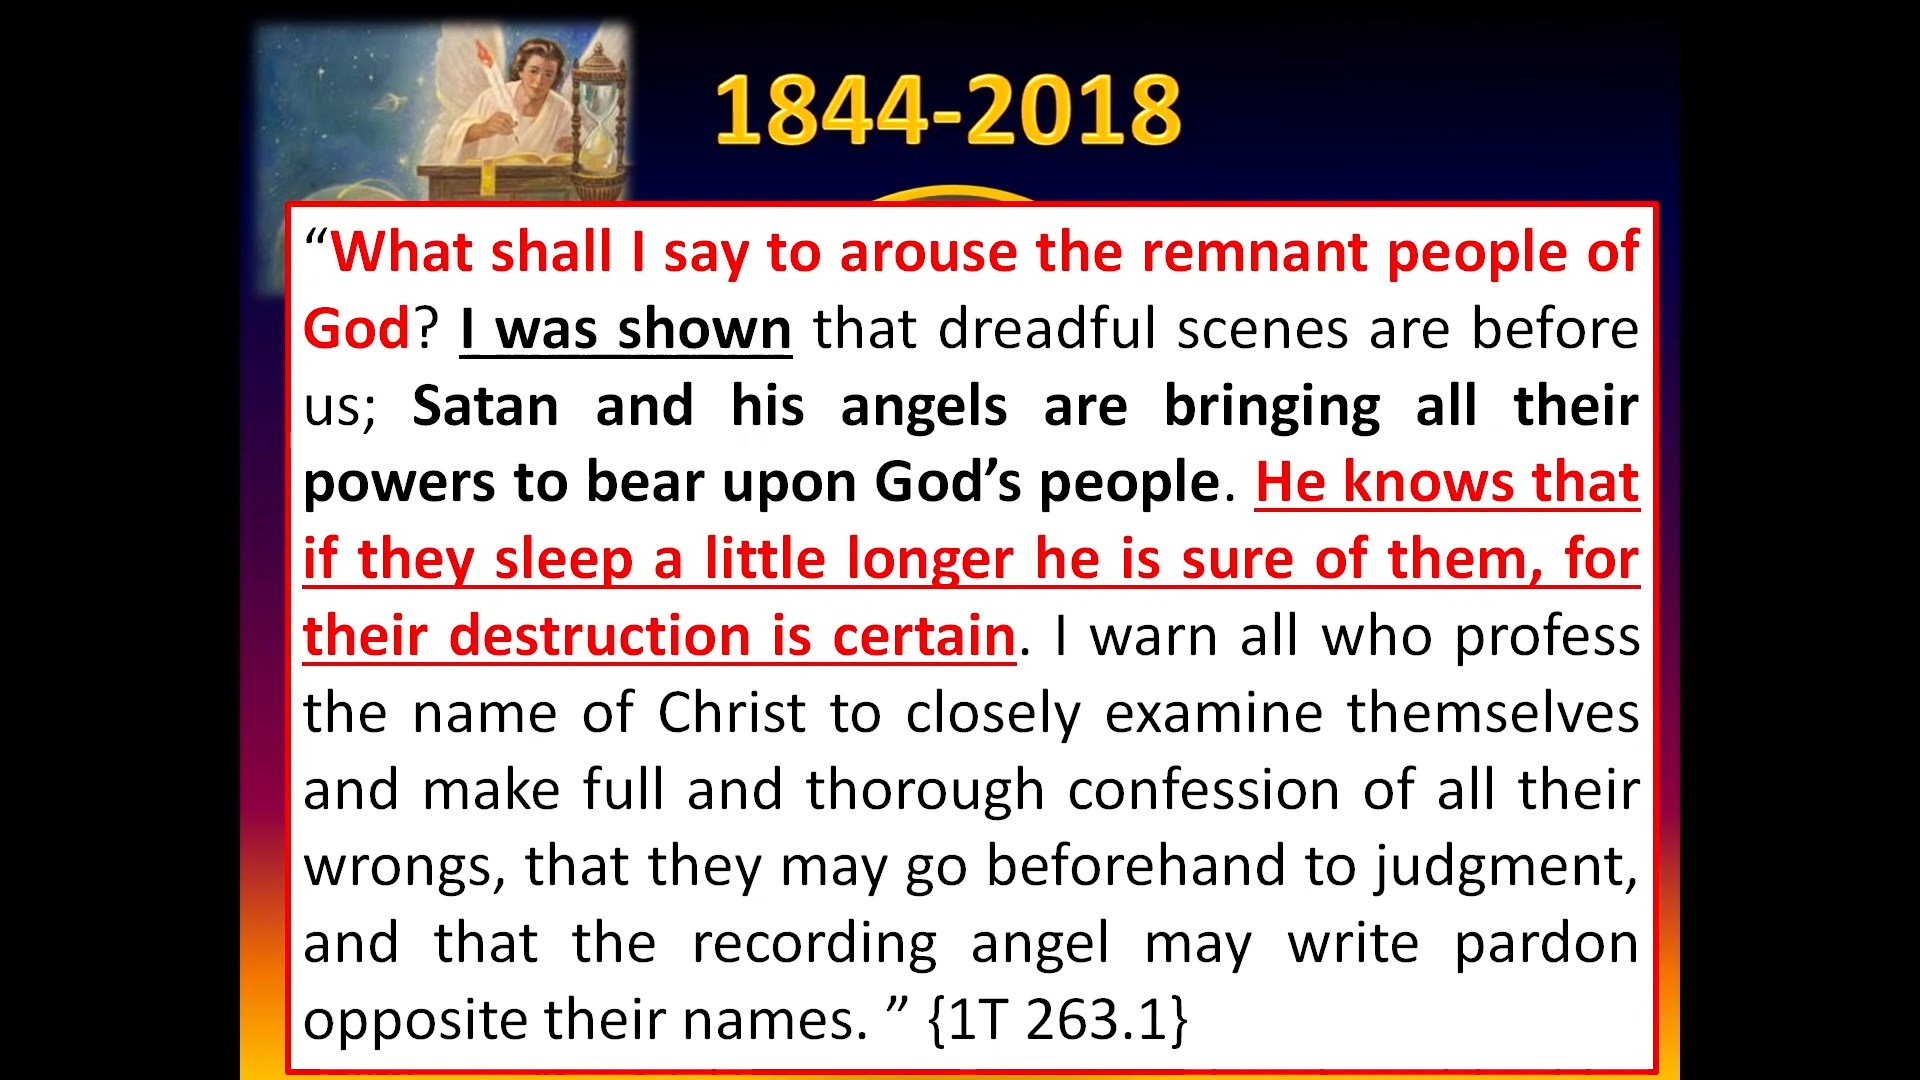 1844-2018
“What shall I say to arouse the remnant people of
God? I was shown that dreadful scenes are before
us; Satan and his angels are bringing all their
powers to bear upon God’s people. He knows that
if they sleep a little longer he is sure of them, for
their destruction is certain. I warn all who profess
the name of Christ to closely examine themselves
and make full and thorough confession of all their
wrongs, that they may go beforehand to judgment,
and that the recording angel may write pardon
opposite their names. ” {1T 263.1}